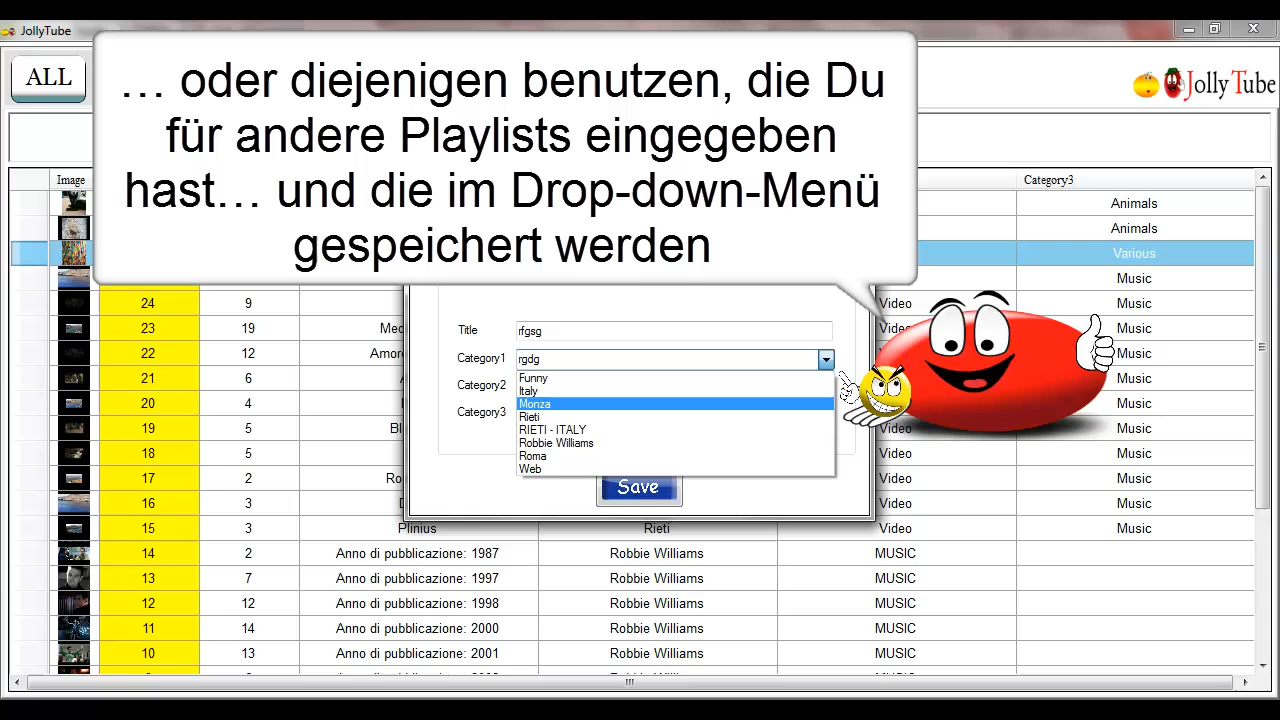 JollyTube
ALL
… oder diejenigen benutzen, die Du
für andere Playlists eingegeben
hast… und die im Drop-down-Menü
gespeichert werden
Jolly Tube
Image
Category3
Animals
Animals
Various
Music
24 9 Video Music
23 19 Video Music
22 12 Music
21 6 Music
20 4 Music
19 5 Music
18 5 Video Music
17 2 Video Music
16 3 Video Music
15 3 Plinius Rieti Video Music
14 2 Anno di pubblicazione: 1987 Robbie Williams MUSIC
13 7 Anno di pubblicazione: 1997 Robbie Williams MUSIC
12 12 Anno di pubblicazione: 1998 Robbie Williams MUSIC
11 14 Anno di pubblicazione: 2000 Robbie Williams MUSIC
10 13 Anno di pubblicazione: 2001 Robbie Williams MUSIC
Title rfgsg
Category1 rgdg
Category2
Category3
Funny
Italy
Monza
Rieti
RIETI - ITALY
Robbie Williams
Roma
Web
Save